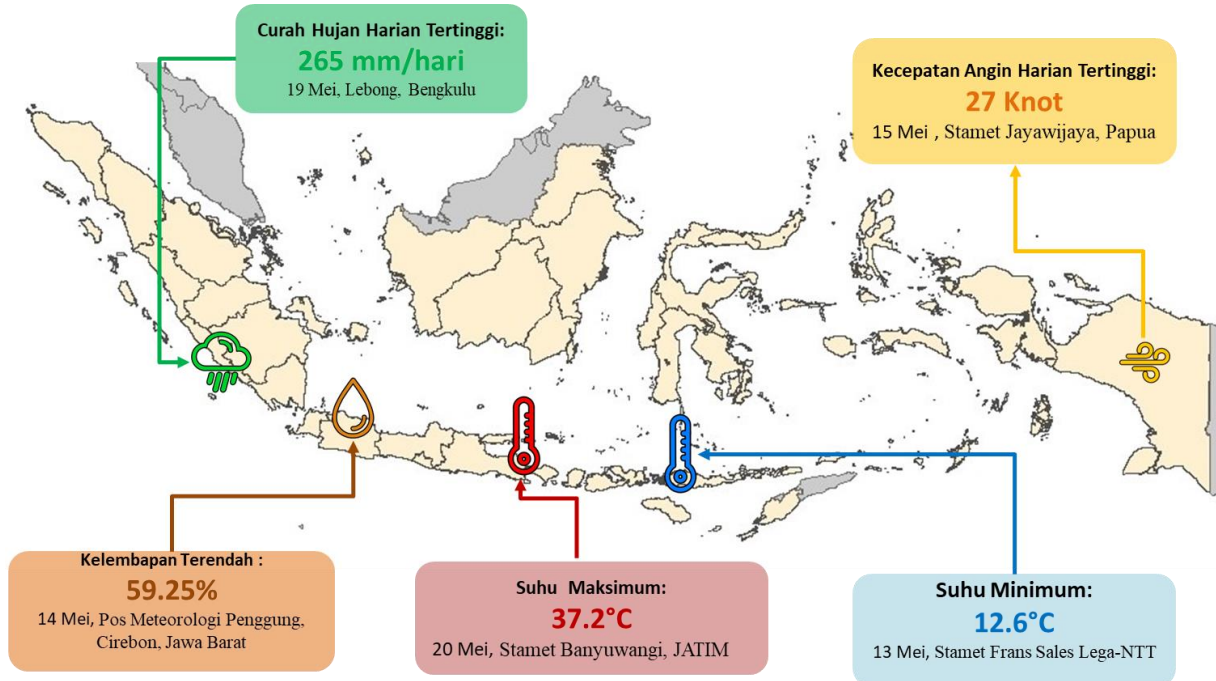 Curah Hujan Harian Tertinggi:
265 mm/hari
19 Mei, Lebong, Bengkulu
Kecepatan Angin Harian Tertinggi:
27 Knot
15 Mei , Stamet Jayawijaya, Papua
Kelembapan Terendah :
59.25%
14 Mei, Pos Meteorologi Penggung,
Cirebon, Jawa Barat
Suhu Maksimum:
37.2°C
20 Mei, Stamet Banyuwangi, JATIM
Suhu Minimum:
12.6°C
13 Mei, Stamet Frans Sales Lega-NTT